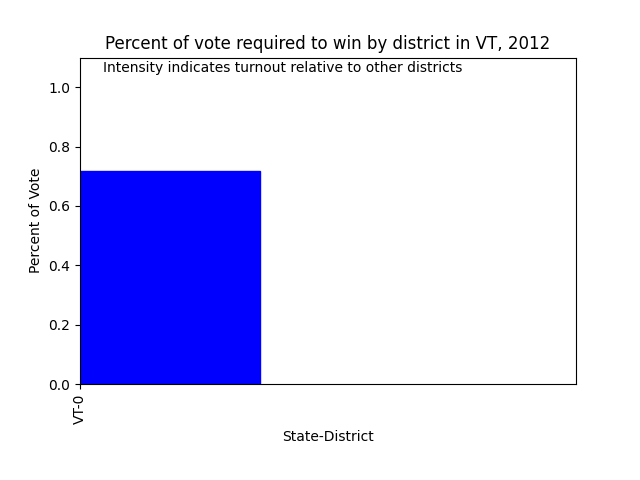 Percent of vote required to win by district in VT, 2012
Intensity indicates turnout relative to other districts
1.0
0.8
0.6
0.4
0.2
0.0
Percent of Vote
VT-0
State-District